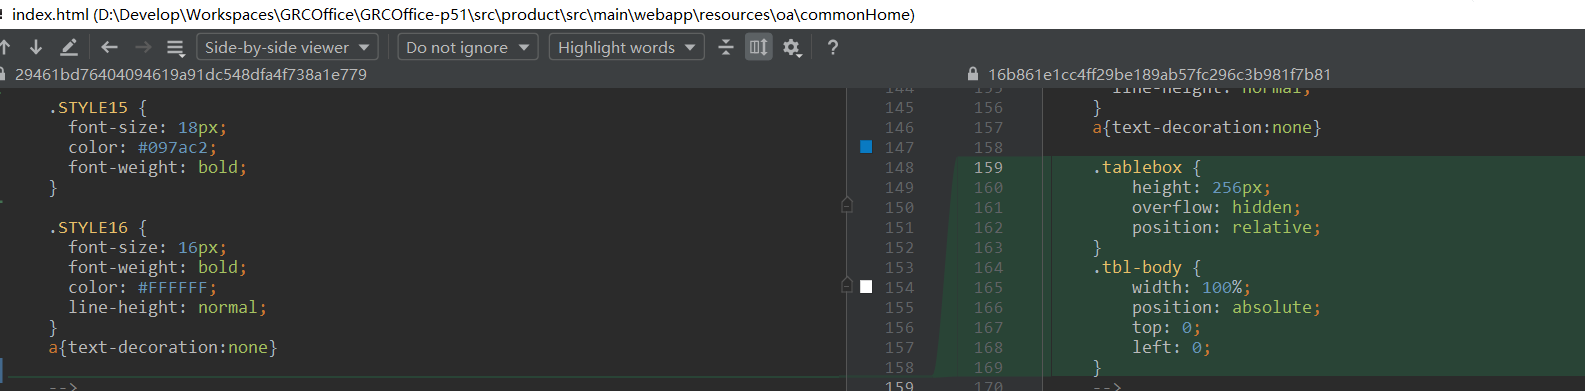 index.html (D:\Develop\Workspaces\GRCOffice\GRCOffice-p51\src\product\src\main\webapp\resources\oa\commonHome)
Side-by-side viewer
Do not ignore
Highlight words
?
29461bd76404094619a91dc548dfa4f738a1e779
16b861e1cc4ff29be189ab57fc296c3b981f7b81
144 155 line-height: normal;
.STYLE15 { 145 156 }
font-size: 18px; 146 157 a{text-decoration:none}
color: #097ac2; 147 158
font-weight: bold; 148 159 .tablebox {
} 149 160 height: 256px;
150 161 overflow: hidden;
.STYLE16 { 151 162 position: relative;
font-size: 16px; 152 163 }
font-weight: bold; 153 164 .tbl-body {
color: #FFFFFF; 154 165 width: 100%;
line-height: normal; 155 166 position: absolute;
} 156 167 top: 0;
a{text-decoration:none} 157 168 left: 0;
158 169 }
--> 159 170 -->